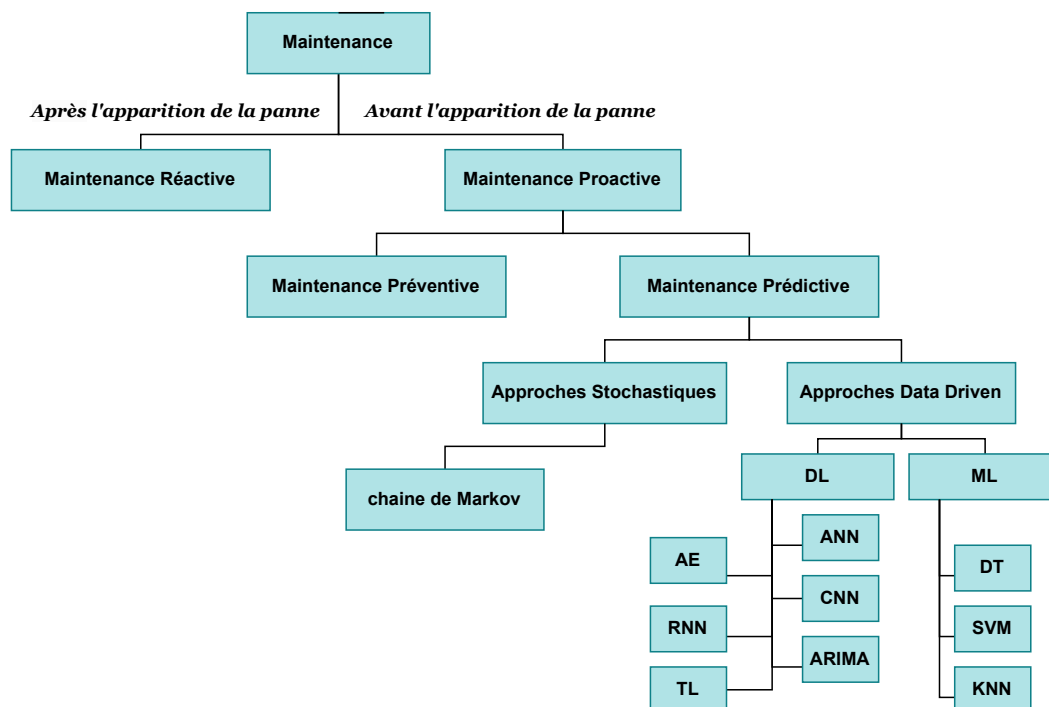 Maintenance
Après l'apparition de la panne
Avant l'apparition de la panne
Maintenance Réactive
Maintenance Proactive
Maintenance Préventive
Maintenance Prédictive
Approches Stochastiques
Approches Data Driven
chaine de Markov
DL
ML
ANN
AE
DT
CNN
RNN
SVM
ARIMA
TL
KNN